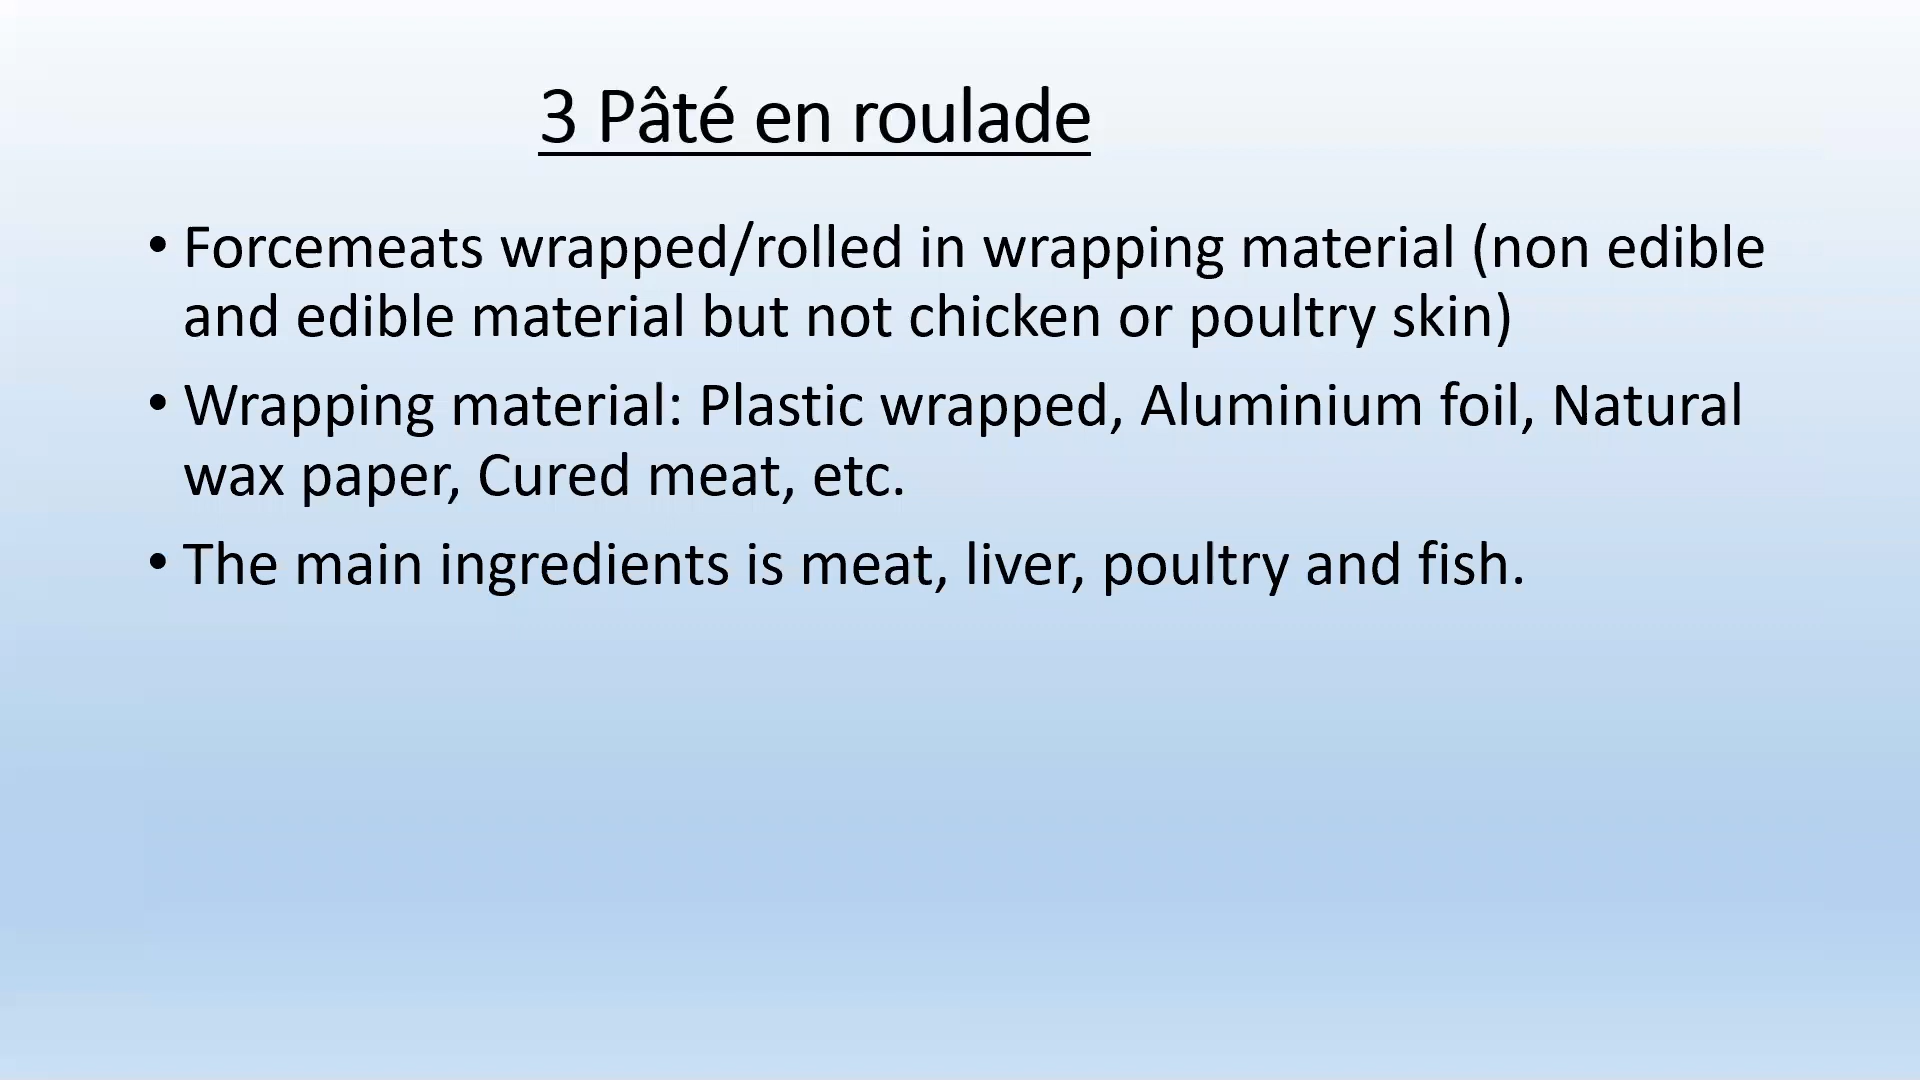 3 Pâté en roulade
• Forcemeats wrapped/rolled in wrapping material (non edible
and edible material but not chicken or poultry skin)
• Wrapping material: Plastic wrapped, Aluminium foil, Natural
wax paper, Cured meat, etc.
• The main ingredients is meat, liver, poultry and fish.